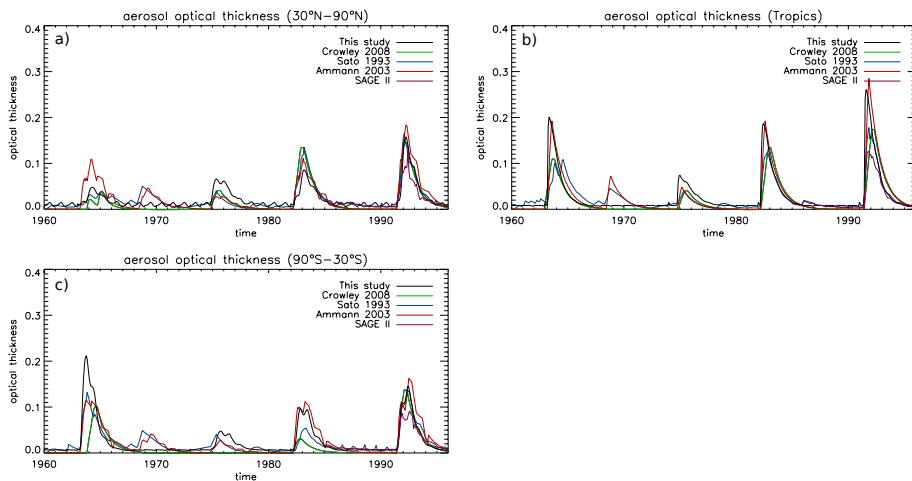 aerosol optical thickness (30°N−90°N)
a)
This study
Crowley 2008
Sato 1993
Ammann 2003
SAGE II
optical thickness
0.4
0.3
0.2
0.1
0.0
1960 1970 1980 1990
time
aerosol optical thickness (Tropics)
b)
This study
Crowley 2008
Sato 1993
Ammann 2003
SAGE II
optical thickness
0.4
0.3
0.2
0.1
0.0
1960 1970 1980 1990
time
aerosol optical thickness (90°S−30°S)
c)
This study
Crowley 2008
Sato 1993
Ammann 2003
SAGE II
optical thickness
0.4
0.3
0.2
0.1
0.0
1960 1970 1980 1990
time